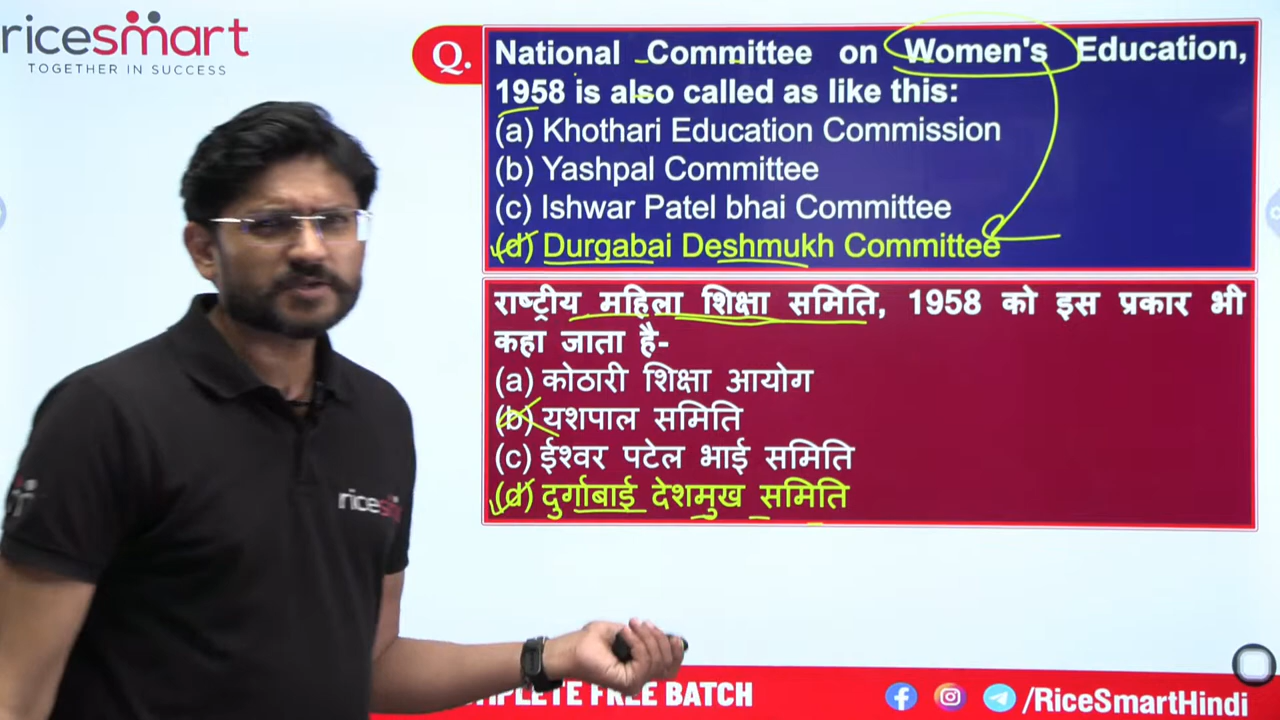 ricesmart
TOGETHER IN SUCCESS
Q. National Committee on Women's Education,
1958 is also called as like this:
(a) Khothari Education Commission
(b) Yashpal Committee
(c) Ishwar Patel bhai Committee
(d) Durgabai Deshmukh Committee
राष्ट्रीय महिला शिक्षा समिति, 1958 को इस प्रकार भी
कहा जाता है-
(a) कोठारी शिक्षा आयोग
(b) यशपाल समिति
(c) ईश्वर पटेल भाई समिति
(d) दुर्गाबाई देशमुख समिति
ricesm
FREE BATCH
/RiceSmartHindi